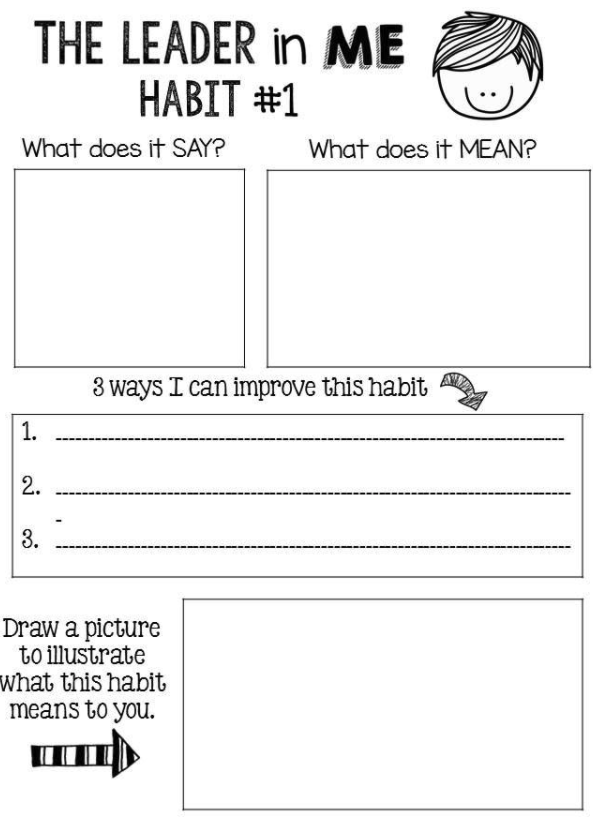 THE LEADER in ME
HABIT #1
What does it SAY?
What does it MEAN?
3 ways I can improve this habit
1.
2.
-
3.
Draw a picture
to illustrate
what this habit
means to you.